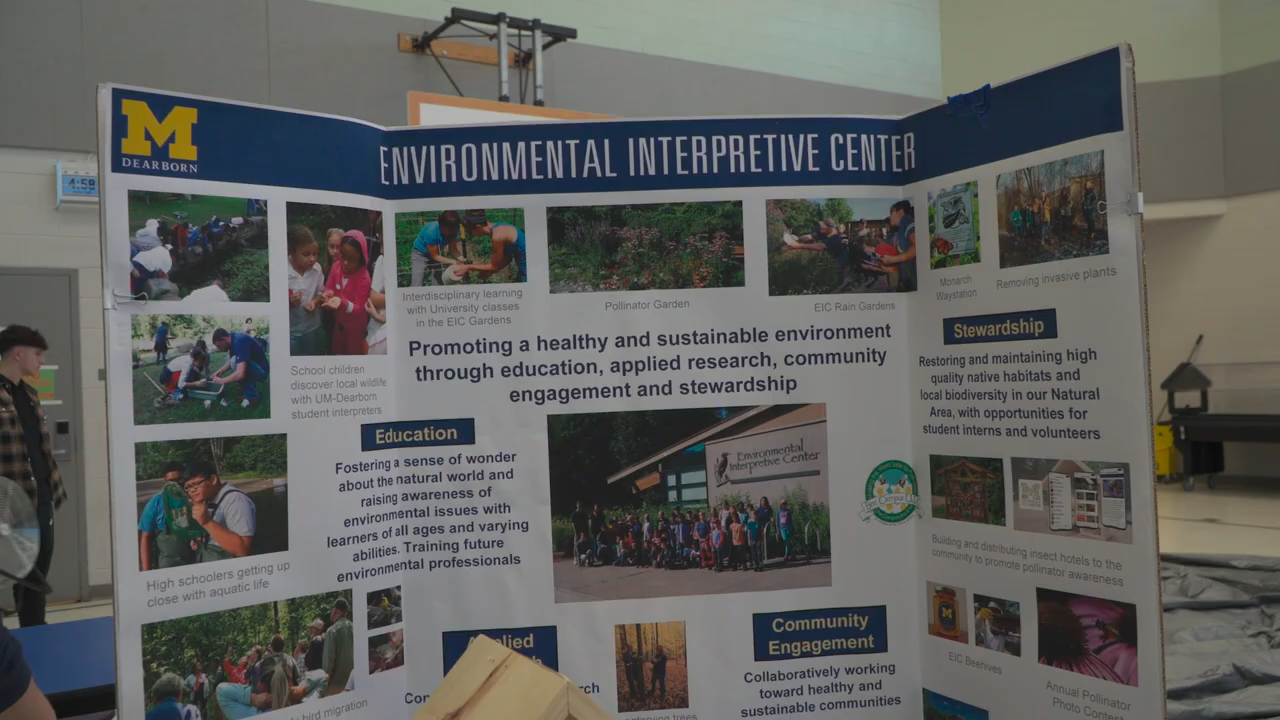 M
DEARBORN
ENVIRONMENTAL INTERPRETIVE CENTER
4:58
Interdisciplinary learning
with University classes
in the EIC Gardens
Pollinator Garden
EIC Rain Gardens
Monarch
Waystation
Removing invasive plants
School children
discover local wildlife
with UM-Dearborn
student interpreters
Promoting a healthy and sustainable environment
through education, applied research, community
engagement and stewardship
Stewardship
Restoring and maintaining high
quality native habitats and
local biodiversity in our Natural
Area, with opportunities for
student interns and volunteers
Education
Fostering a sense of wonder
about the natural world and
raising awareness of
environmental issues with
learners of all ages and varying
abilities. Training future
environmental professionals
Environmental
Interpretive Center
Bee Campus USA
High schoolers getting up
close with aquatic life
Building and distributing insect hotels to the
community to promote pollinator awareness
EIC Beehives
Annual Pollinator
Photo Contest
Applied
Community
Engagement
Collaboratively working
toward healthy and
sustainable communities
bird migration
trees